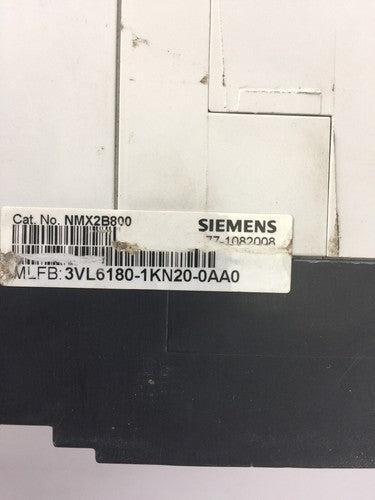 Cat. No. NMX2B800
SIEMENS
77-1082008
MLFB: 3VL6180-1KN20-0AA0